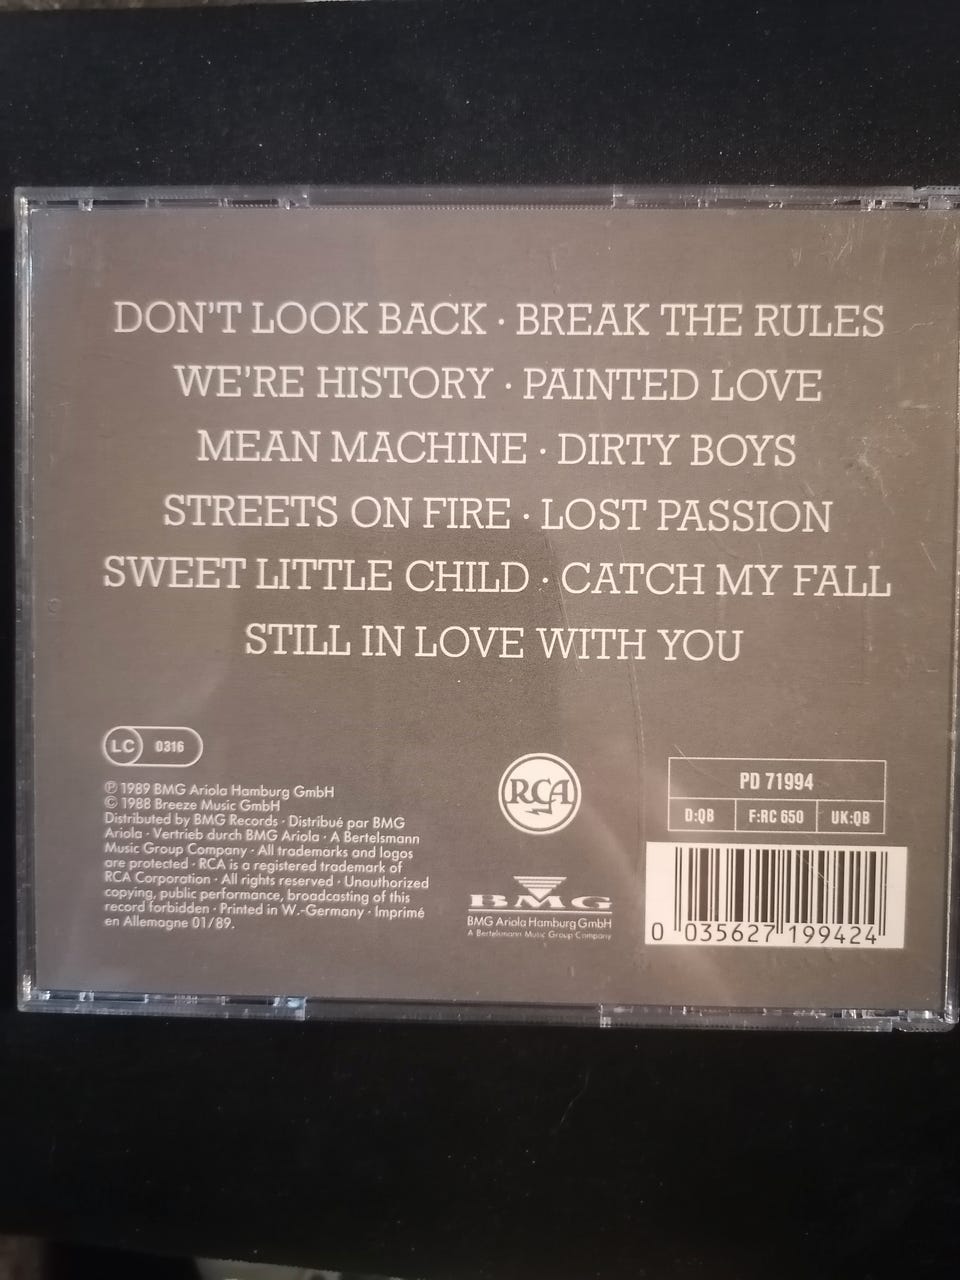 DON'T LOOK BACK · BREAK THE RULES
WE'RE HISTORY · PAINTED LOVE
MEAN MACHINE · DIRTY BOYS
STREETS ON FIRE · LOST PASSION
SWEET LITTLE CHILD · CATCH MY FALL
STILL IN LOVE WITH YOU
LC 0316
℗ 1989 BMG Ariola Hamburg GmbH
© 1988 Breeze Music GmbH
Distributed by BMG Records · Distribué par BMG
Ariola · Vertrieb durch BMG Ariola · A Bertelsmann
Music Group Company · All trademarks and logos
are protected · RCA is a registered trademark of
RCA Corporation · All rights reserved · Unauthorized
copying, public performance, broadcasting of this
record forbidden · Printed in W.-Germany · Imprimé
en Allemagne 01/89.
RCA
BMG
BMG Ariola Hamburg GmbH
A Bertelsmann Music Group Company
PD 71994
D:QB F:RC 650 UK:QB
0 035627 199424